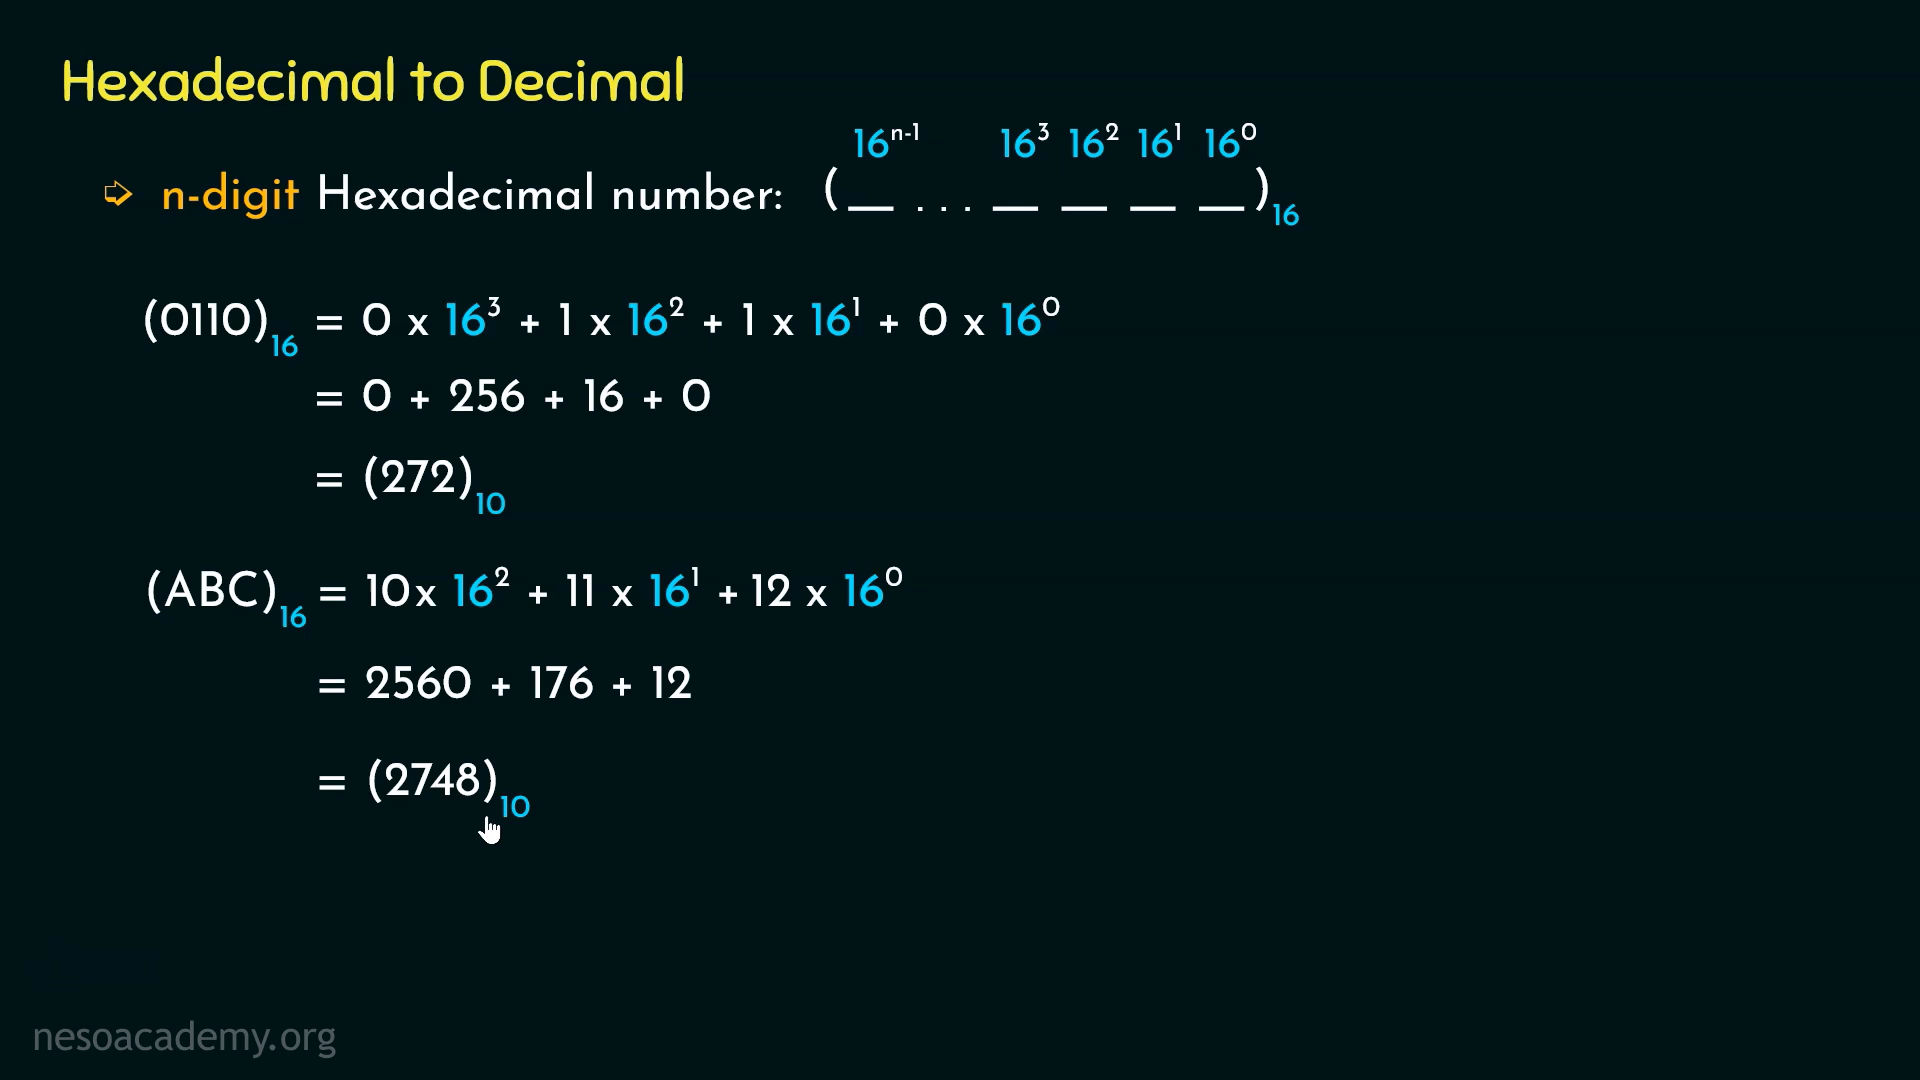 Hexadecimal to Decimal
16ⁿ⁻¹ 16³ 16² 16¹ 16⁰
➩ n-digit Hexadecimal number: (__ . . . __ __ __ __)₁₆
(0110)₁₆ = 0 x 16³ + 1 x 16² + 1 x 16¹ + 0 x 16⁰
= 0 + 256 + 16 + 0
= (272)₁₀
(ABC)₁₆ = 10 x 16² + 11 x 16¹ + 12 x 16⁰
= 2560 + 176 + 12
= (2748)₁₀
nesoacademy.org